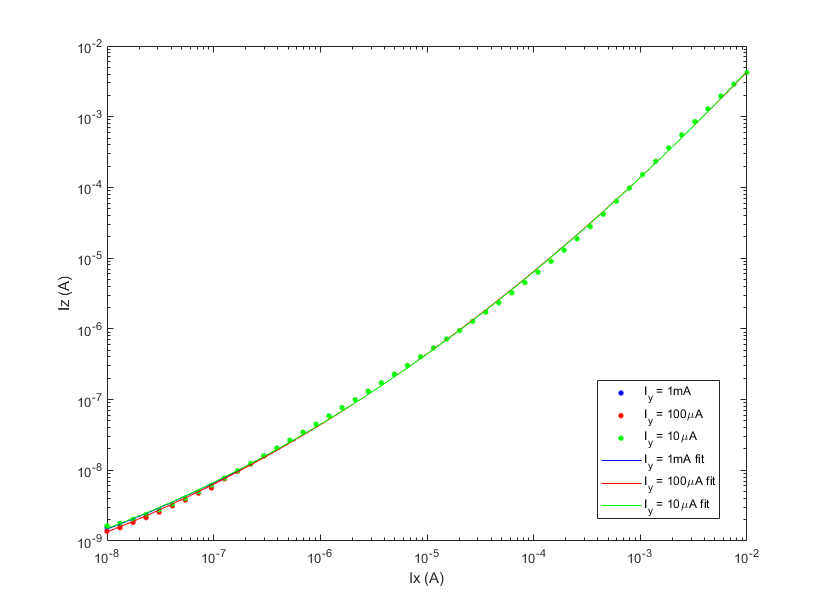 10^-2
10^-3
10^-4
10^-5
10^-6
10^-7
10^-8
10^-9
Iz (A)
I_y = 1mA
I_y = 100μA
I_y = 10μA
I_y = 1mA fit
I_y = 100μA fit
I_y = 10μA fit
10^-8 10^-7 10^-6 10^-5 10^-4 10^-3 10^-2
Ix (A)